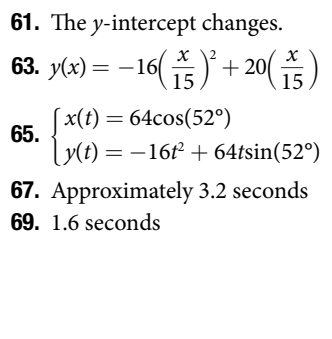 61. The y-intercept changes.
63. y(x) = −16(x/15)² + 20(x/15)
65. { x(t) = 64cos(52°)
y(t) = −16t² + 64tsin(52°)
67. Approximately 3.2 seconds
69. 1.6 seconds